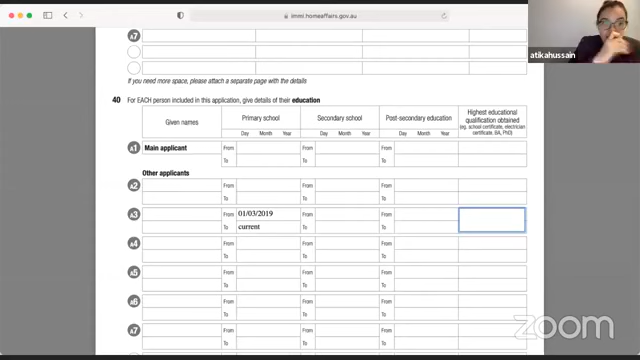 immi.homeaffairs.gov.au
atikahussain
A7
If you need more space, please attach a separate page with the details
40 For EACH person included in this application, give details of their education
Given names
Primary school
Day Month Year
Secondary school
Day Month Year
Post-secondary education
Day Month Year
Highest educational
qualification obtained
(eg. school certificate, electrician
certificate, BA, PhD)
A1 Main applicant From From From
To To To
Other applicants
A2 From From From
To To To
A3 From 01/03/2019 From From
To current To To
A4 From From From
To To To
A5 From From From
To To To
A6 From From From
To To To
A7 From From From
To To To
zoom